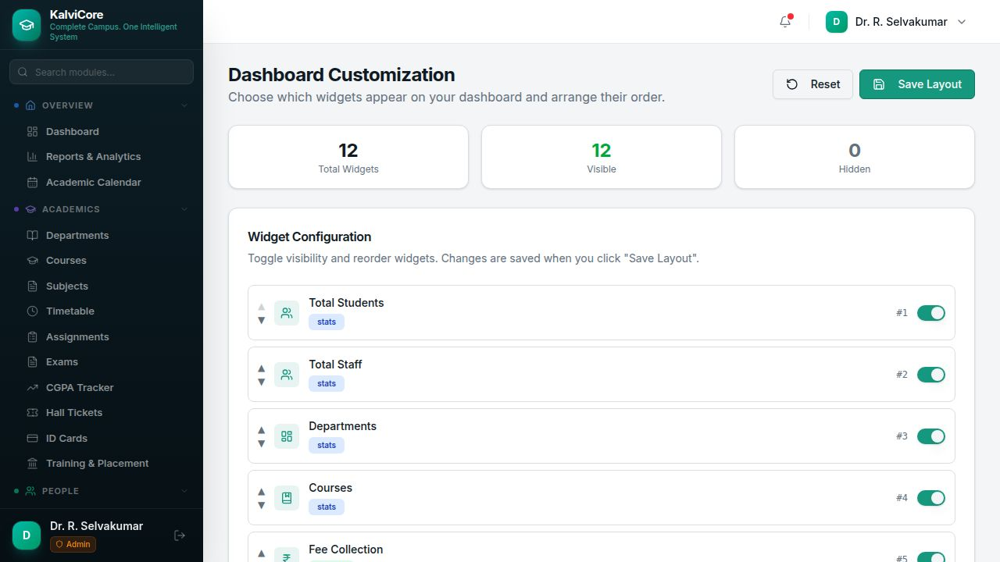 KalviCore
Complete Campus. One Intelligent
System
Search modules...
OVERVIEW
Dashboard
Reports & Analytics
Academic Calendar
ACADEMICS
Departments
Courses
Subjects
Timetable
Assignments
Exams
CGPA Tracker
Hall Tickets
ID Cards
Training & Placement
PEOPLE
D
Dr. R. Selvakumar
Admin
D
Dr. R. Selvakumar
Dashboard Customization
Choose which widgets appear on your dashboard and arrange their order.
Reset
Save Layout
12
Total Widgets
12
Visible
0
Hidden
Widget Configuration
Toggle visibility and reorder widgets. Changes are saved when you click "Save Layout".
Total Students
stats
#1
Total Staff
stats
#2
Departments
stats
#3
Courses
stats
#4
Fee Collection
#5